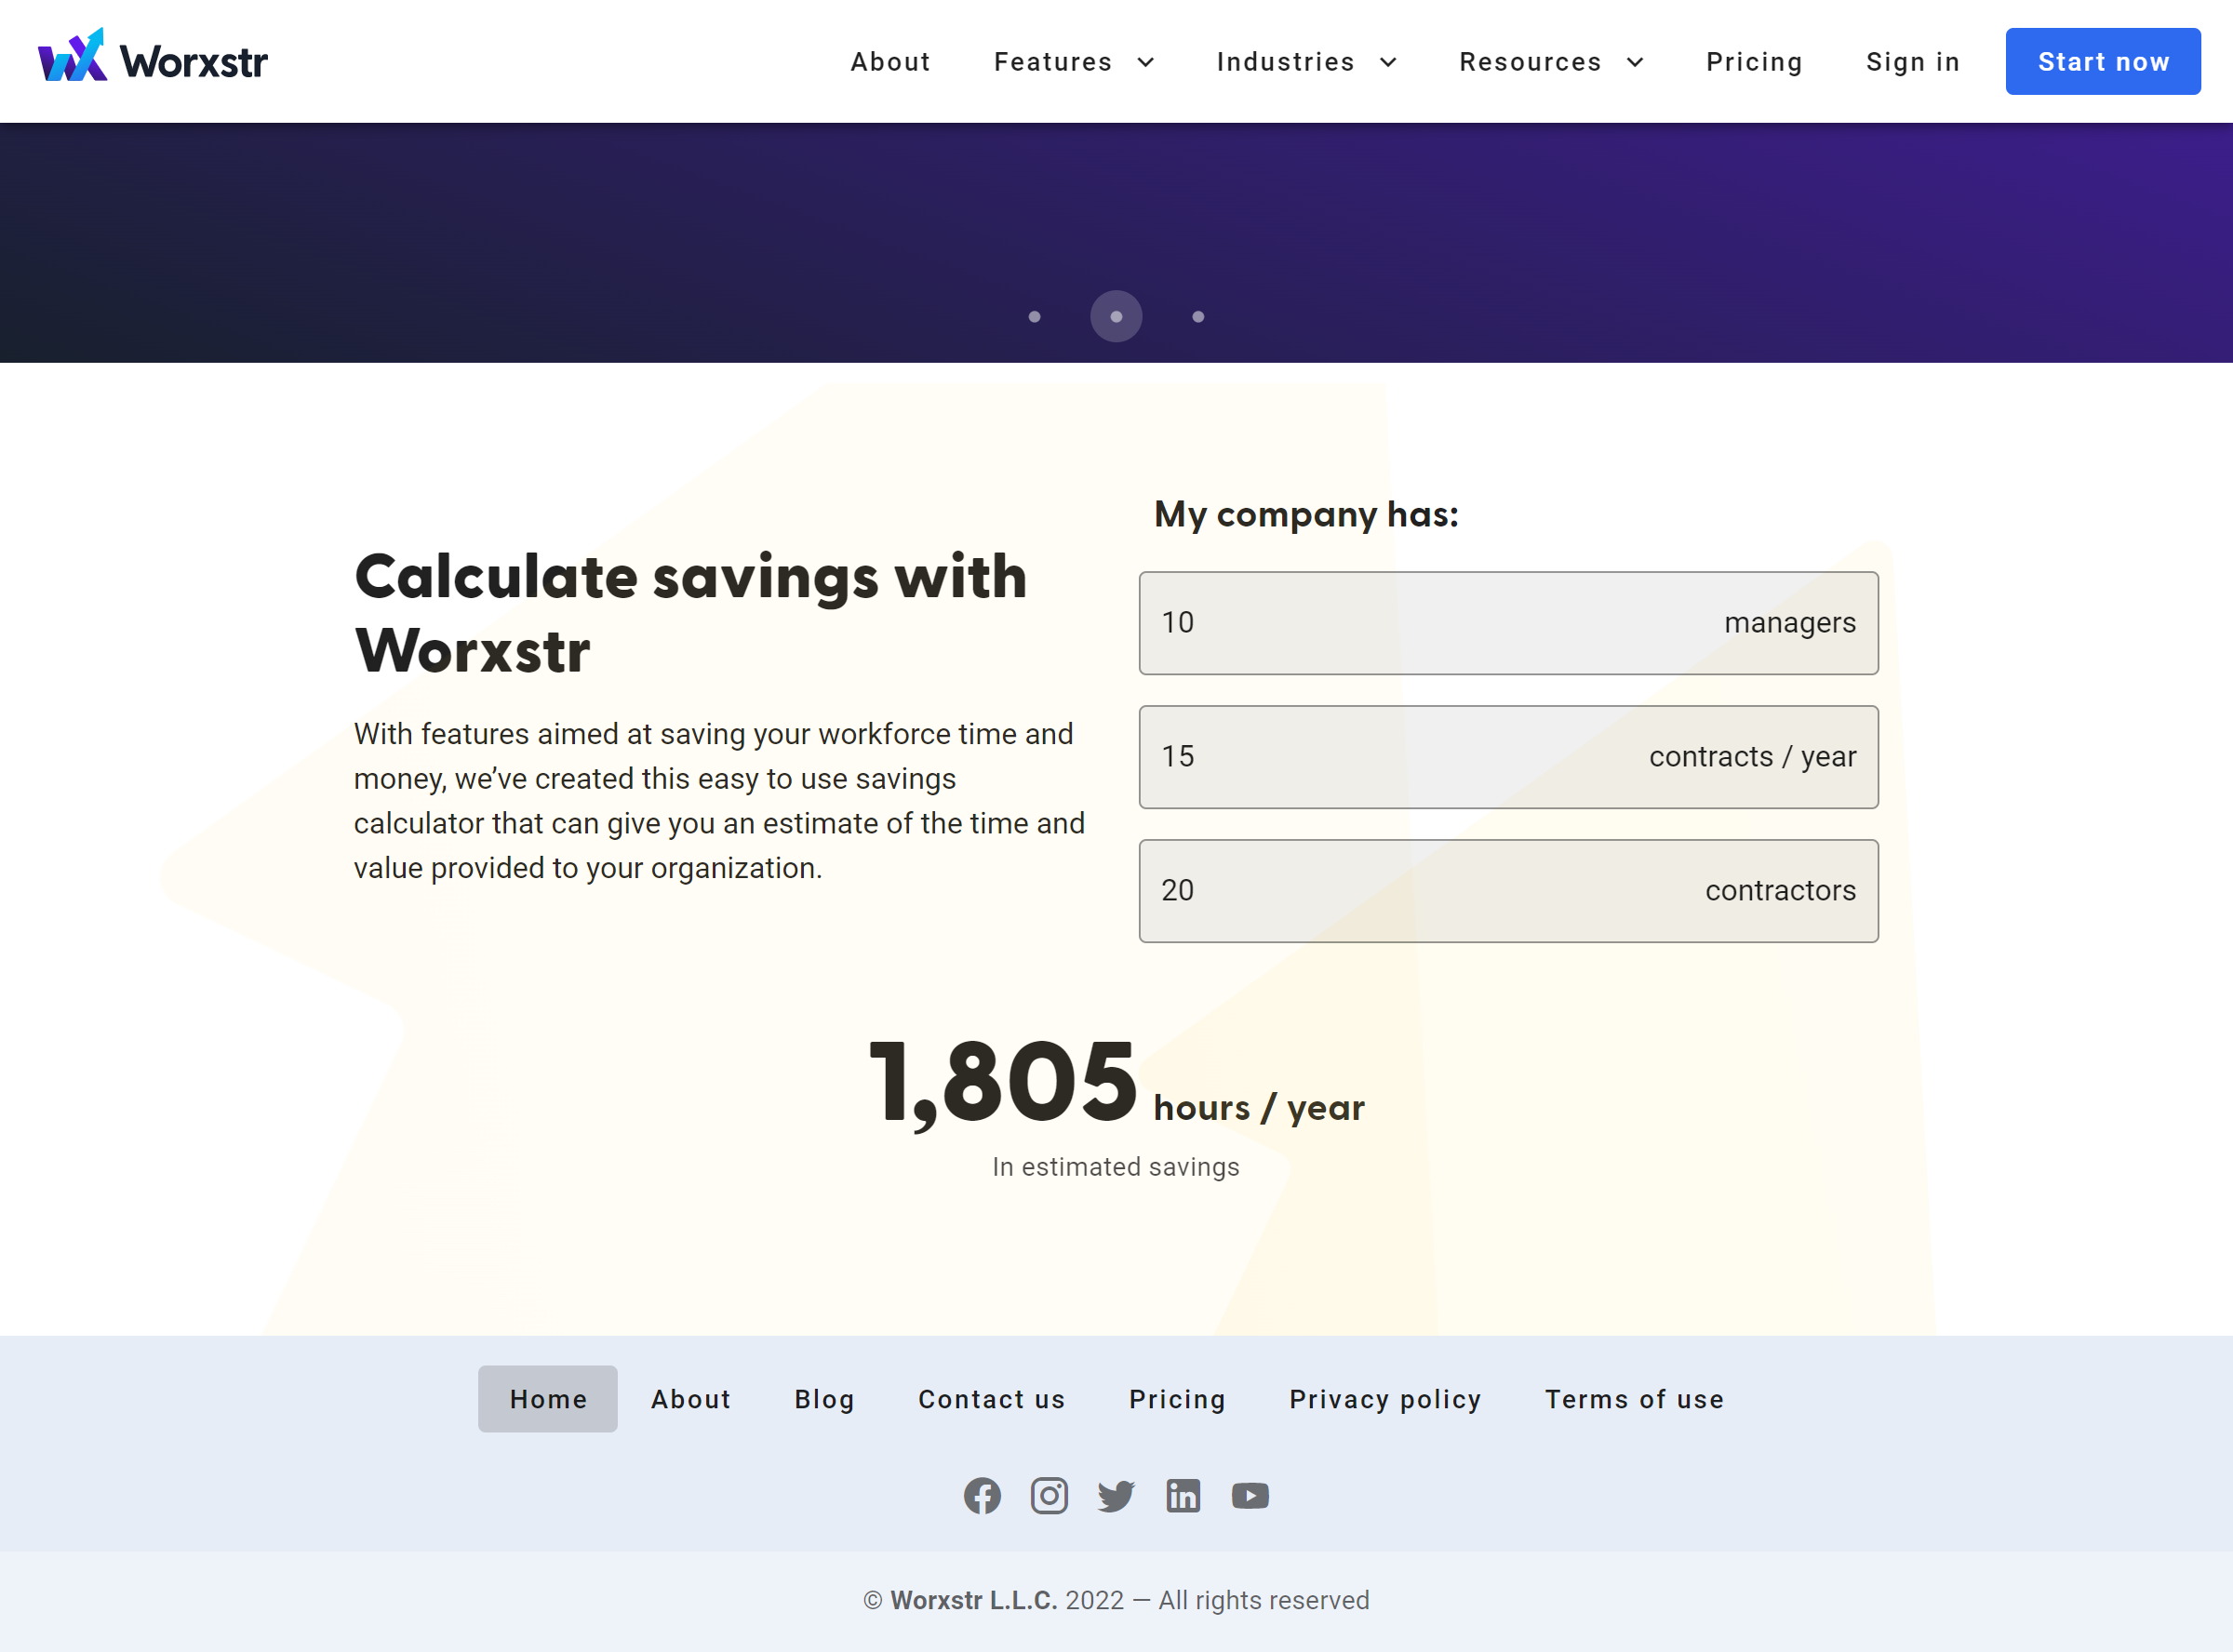 Worxstr
About
Features
Industries
Resources
Pricing
Sign in
Start now
Calculate savings with
Worxstr
With features aimed at saving your workforce time and
money, we’ve created this easy to use savings
calculator that can give you an estimate of the time and
value provided to your organization.
My company has:
10 managers
15 contracts / year
20 contractors
1,805 hours / year
In estimated savings
Home
About
Blog
Contact us
Pricing
Privacy policy
Terms of use
© Worxstr L.L.C. 2022 — All rights reserved